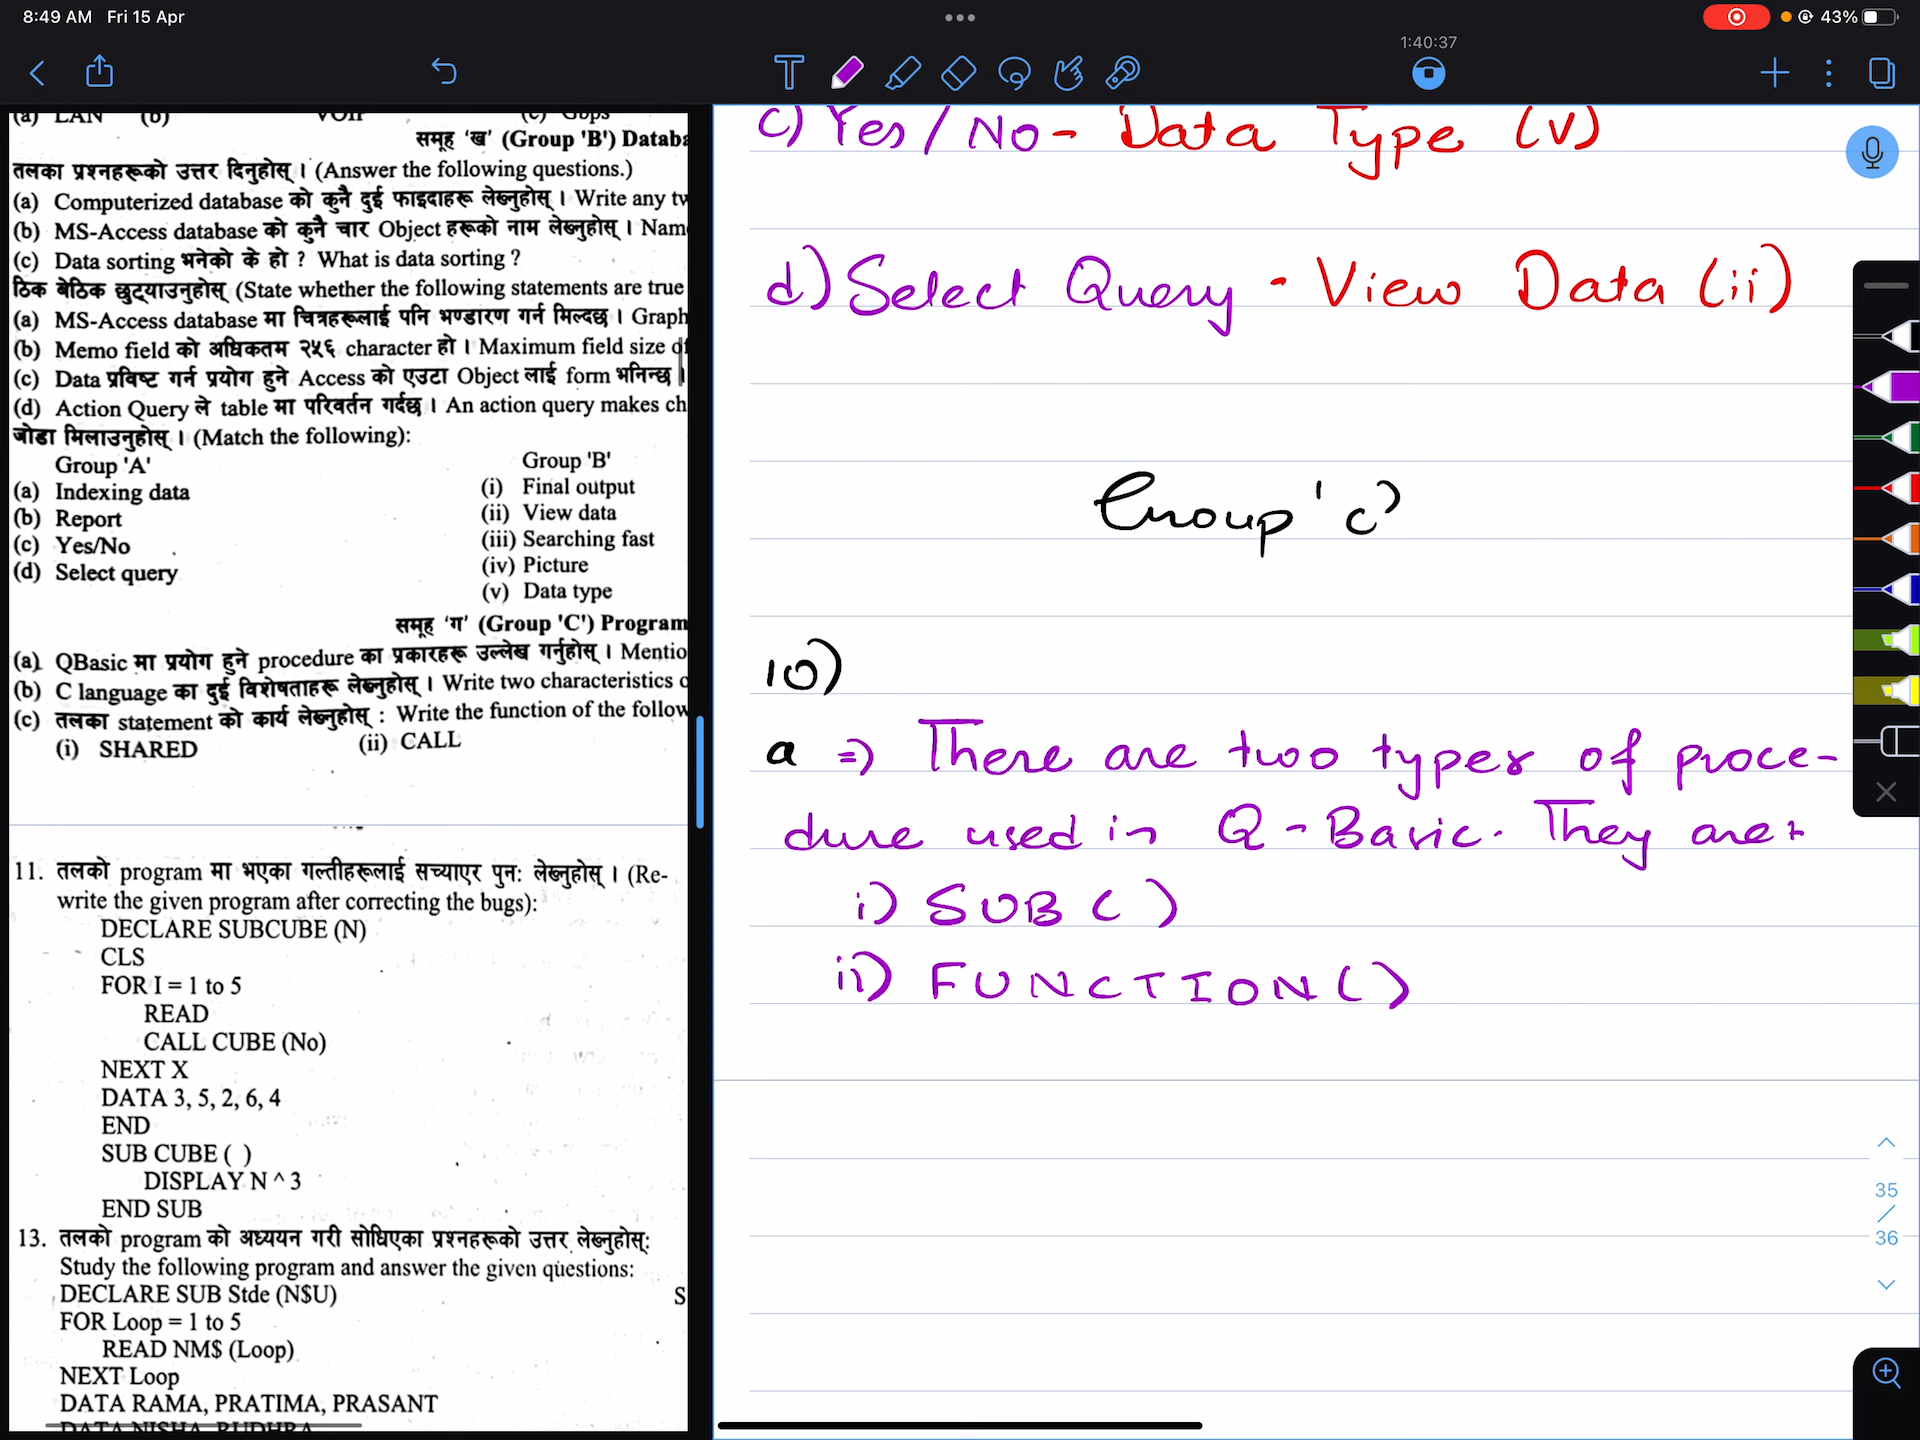 8:49 AM Fri 15 Apr
43%
1:40:37
(a) LAN (b) VOIP (c) Gbps
समूह ‘ख’ (Group 'B') Databa
तलका प्रश्नहरूको उत्तर दिनुहोस् । (Answer the following questions.)
(a) Computerized database को कुनै दुई फाइदाहरू लेख्नुहोस् । Write any tw
(b) MS-Access database को कुनै चार Object हरूको नाम लेख्नुहोस् । Nam
(c) Data sorting भनेको के हो ? What is data sorting ?
ठिक बेठिक छुट्याउनुहोस् (State whether the following statements are true
(a) MS-Access database मा चित्रहरूलाई पनि भण्डारण गर्न मिल्दछ । Graph
(b) Memo field को अधिकतम २५६ character हो । Maximum field size of
(c) Data प्रविष्ट गर्न प्रयोग हुने Access को एउटा Object लाई form भनिन्छ ।
(d) Action Query ले table मा परिवर्तन गर्दछ । An action query makes ch
जोडा मिलाउनुहोस् । (Match the following):
Group 'A' Group 'B'
(a) Indexing data (i) Final output
(b) Report (ii) View data
(c) Yes/No (iii) Searching fast
(d) Select query (iv) Picture
(v) Data type
समूह ‘ग’ (Group 'C') Program
(a) QBasic मा प्रयोग हुने procedure का प्रकारहरू उल्लेख गर्नुहोस् । Mentio
(b) C language का दुई विशेषताहरू लेख्नुहोस् । Write two characteristics o
(c) तलका statement को कार्य लेख्नुहोस् : Write the function of the follow
(i) SHARED (ii) CALL
11. तलको program मा भएका गल्तीहरूलाई सच्याएर पुन: लेख्नुहोस् । (Re-
write the given program after correcting the bugs):
DECLARE SUBCUBE (N)
CLS
FOR I = 1 to 5
READ
CALL CUBE (No)
NEXT X
DATA 3, 5, 2, 6, 4
END
SUB CUBE ( )
DISPLAY N ^ 3
END SUB
13. तलको program को अध्ययन गरी सोधिएका प्रश्नहरूको उत्तर लेख्नुहोस्:
Study the following program and answer the given questions:
DECLARE SUB Stde (N$U) S
FOR Loop = 1 to 5
READ NM$ (Loop)
NEXT Loop
DATA RAMA, PRATIMA, PRASANT
DATA NISHA, RUDHRA
c) Yes / No - Data Type (v)
d) Select Query - View Data (ii)
Group 'c'
10)
a => There are two types of proce-
dure used in Q-Basic. They are:
i) SUB ( )
ii) FUNCTION ( )
35
/
36